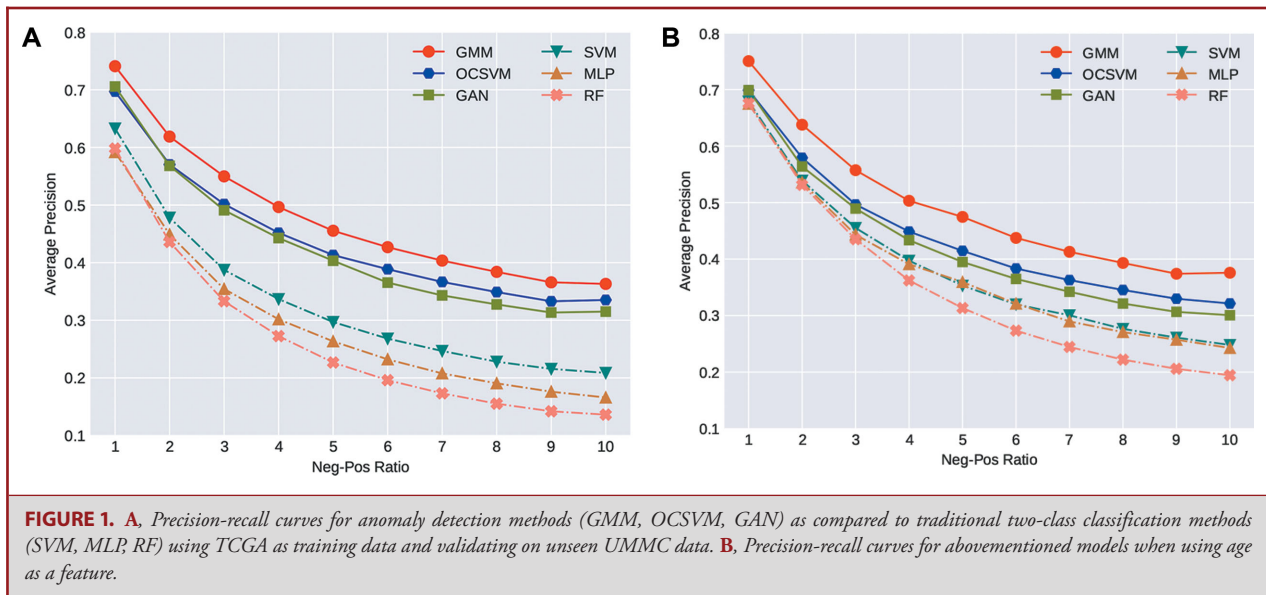 A
0.8
0.7
0.6
0.5
0.4
0.3
0.2
0.1
Average Precision
GMM
OCSVM
GAN
SVM
MLP
RF
1 2 3 4 5 6 7 8 9 10
Neg-Pos Ratio
B
0.8
0.7
0.6
0.5
0.4
0.3
0.2
0.1
Average Precision
GMM
OCSVM
GAN
SVM
MLP
RF
1 2 3 4 5 6 7 8 9 10
Neg-Pos Ratio
FIGURE 1. A, Precision-recall curves for anomaly detection methods (GMM, OCSVM, GAN) as compared to traditional two-class classification methods
(SVM, MLP, RF) using TCGA as training data and validating on unseen UMMC data. B, Precision-recall curves for abovementioned models when using age
as a feature.